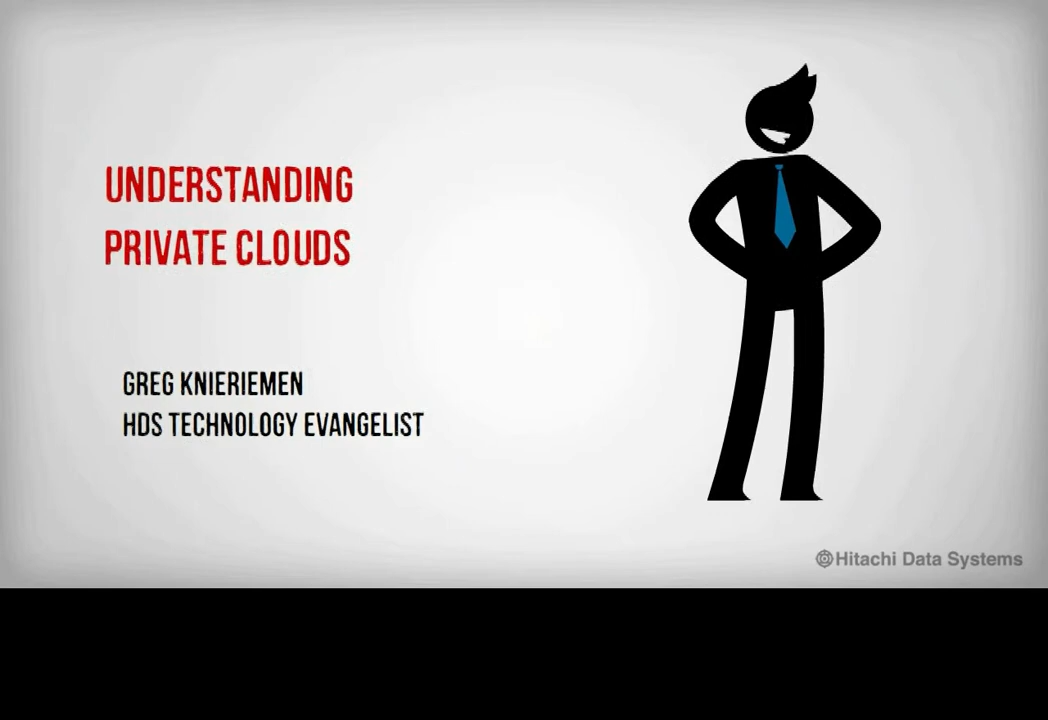 UNDERSTANDING
PRIVATE CLOUDS
GREG KNIERIEMEN
HDS TECHNOLOGY EVANGELIST
Hitachi Data Systems